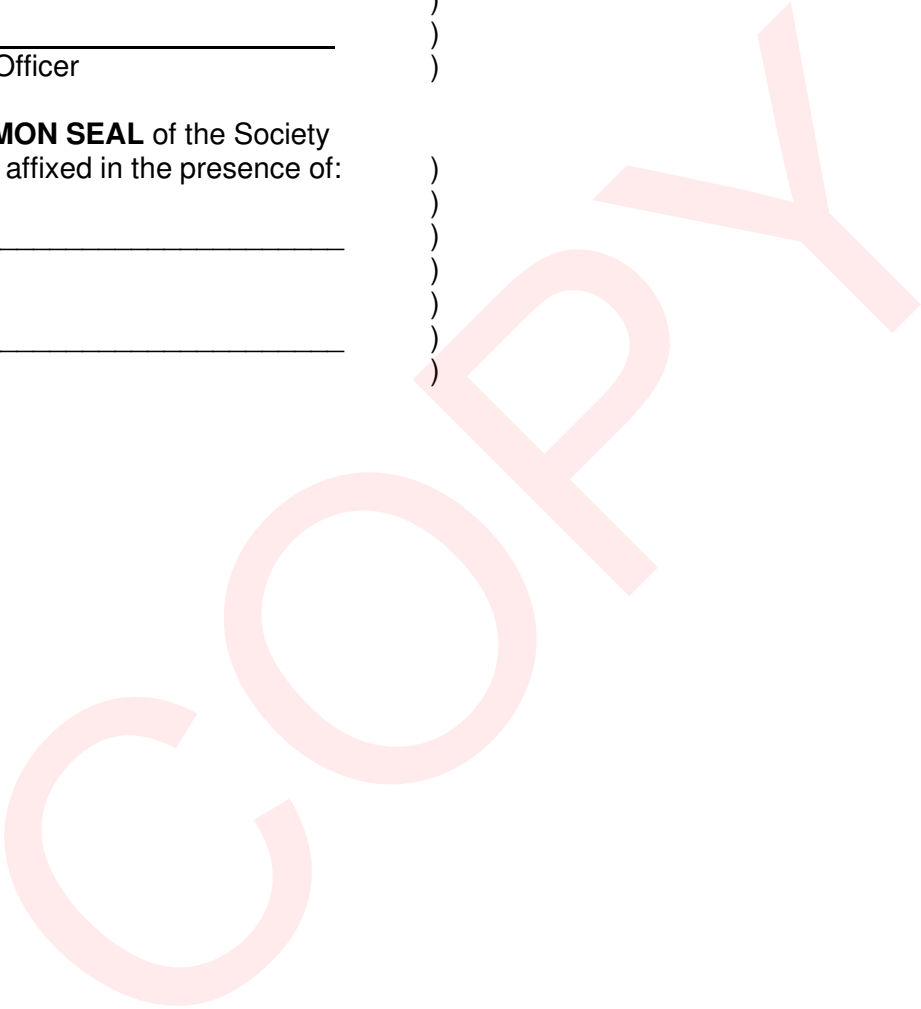 )
)
Officer )
MON SEAL of the Society
affixed in the presence of: )
)
)
)
)
)
)
COPY